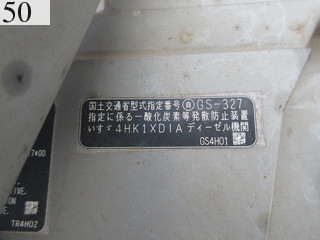 50
国土交通省型式指定番号 GS-327
指定に係る一酸化炭素等発散防止装置
いすゞ4HK1XDIAディーゼル機関
GS4H01
TR4H02